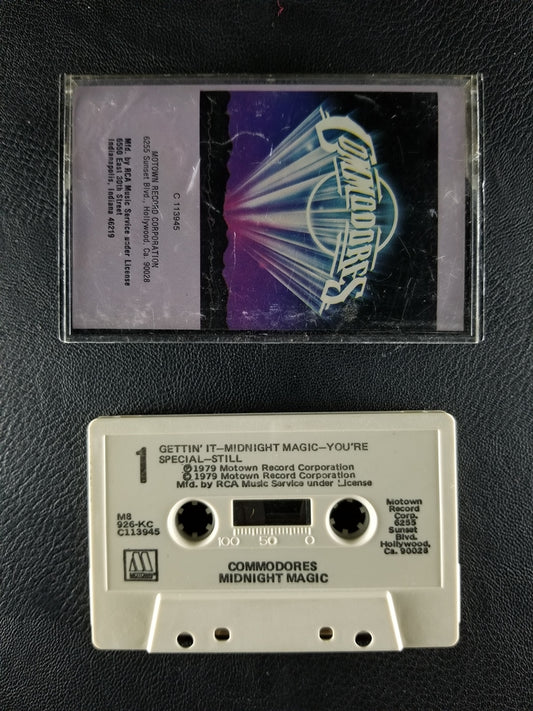 COMMODORES
C 113945
MOTOWN RECORD CORPORATION
6255 Sunset Blvd., Hollywood, Ca. 90028
Mfd. by RCA Music Service under License
6550 East 30th Street
Indianapolis, Indiana 46219
1
GETTIN' IT—MIDNIGHT MAGIC—YOU'RE
SPECIAL—STILL
℗1979 Motown Record Corporation
©1979 Motown Record Corporation
Mfd. by RCA Music Service under License
M8
926-KC
C113945
Motown
Record
Corp.
6255
Sunset
Blvd.
Hollywood,
Ca. 90028
100 50 0
M
MOTOWN
COMMODORES
MIDNIGHT MAGIC